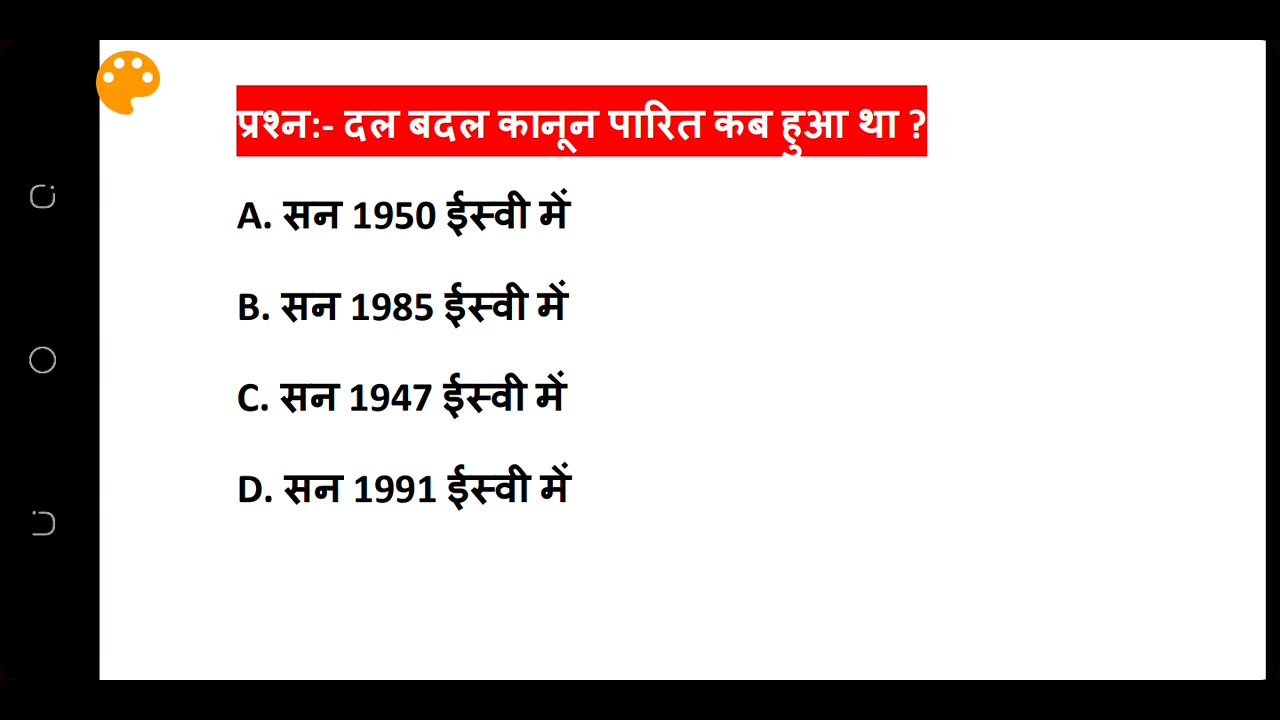 प्रश्न:- दल बदल कानून पारित कब हुआ था ?
A. सन 1950 ईस्वी में
B. सन 1985 ईस्वी में
C. सन 1947 ईस्वी में
D. सन 1991 ईस्वी में